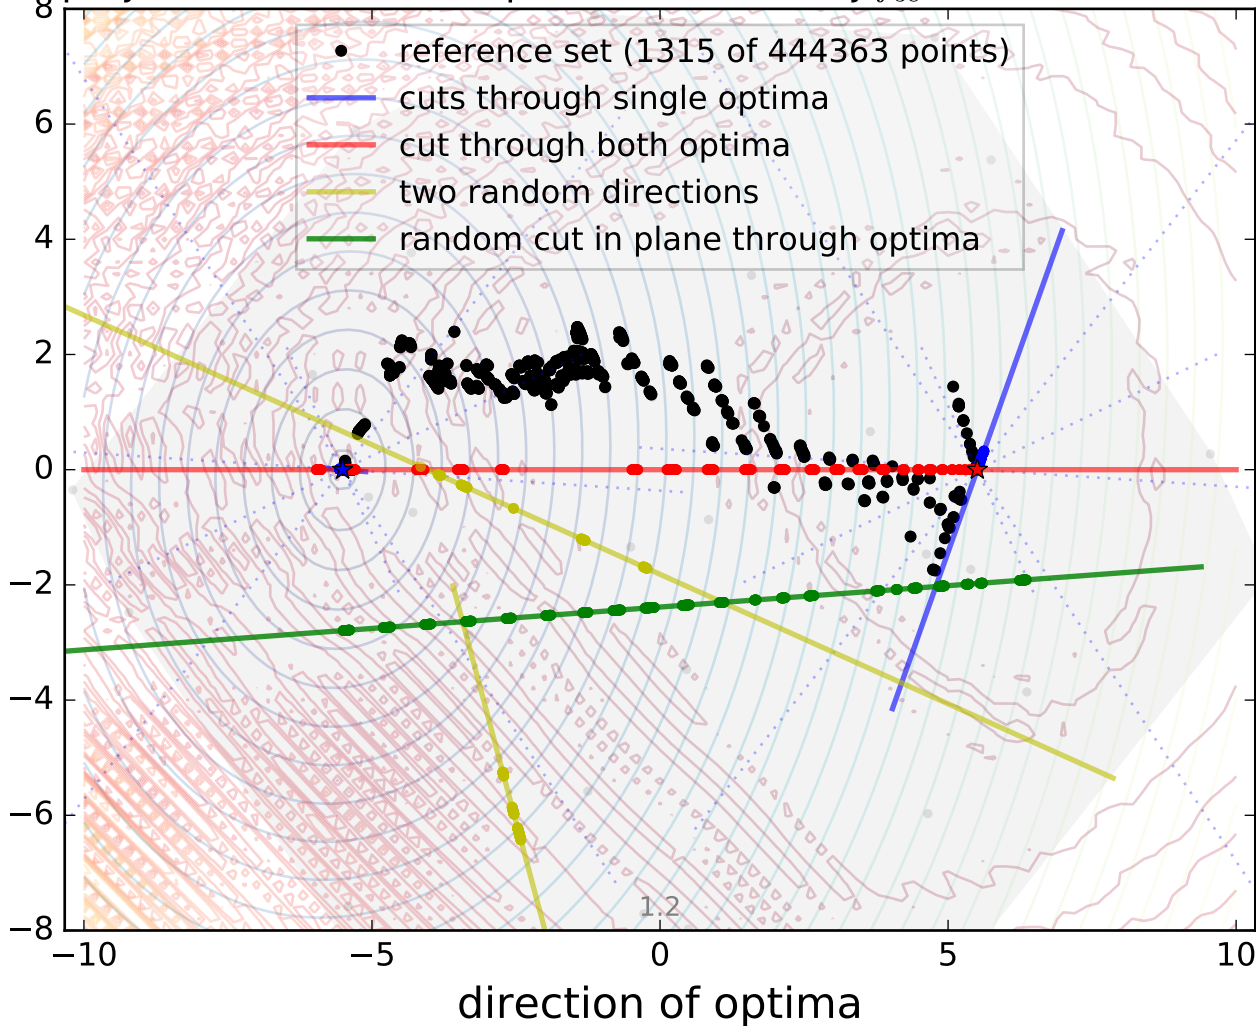 8
reference set (1315 of 444363 points)
cuts through single optima
cut through both optima
two random directions
random cut in plane through optima
6
4
2
0
−2
−4
−6
−8
1.2
−10
−5
0
5
10
direction of optima